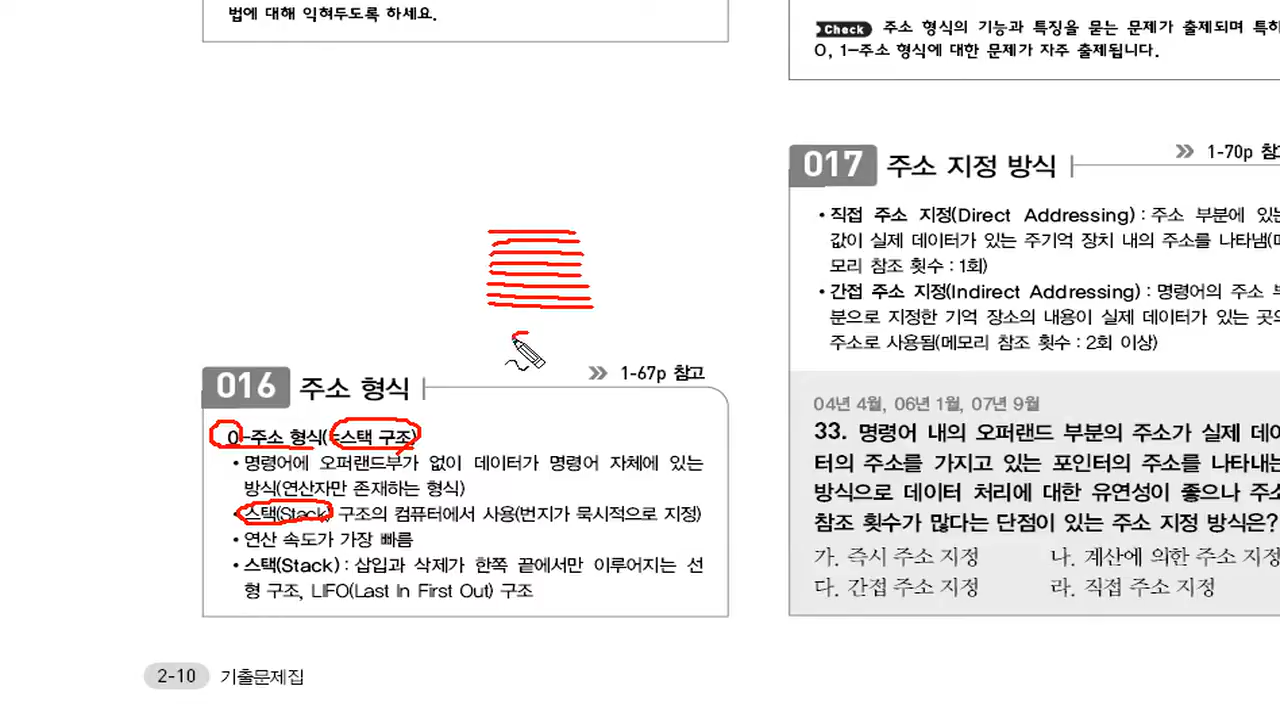 법에 대해 익혀두도록 하세요.
016 주소 형식
≫ 1-67p 참고
0-주소 형식(=스택 구조)
• 명령어에 오퍼랜드부가 없이 데이터가 명령어 자체에 있는
방식(연산자만 존재하는 형식)
• 스택(Stack) 구조의 컴퓨터에서 사용(번지가 묵시적으로 지정)
• 연산 속도가 가장 빠름
• 스택(Stack) : 삽입과 삭제가 한쪽 끝에서만 이루어지는 선
형 구조, LIFO(Last In First Out) 구조
2-10 기출문제집
Check 주소 형식의 기능과 특징을 묻는 문제가 출제되며 특히
0, 1-주소 형식에 대한 문제가 자주 출제됩니다.
017 주소 지정 방식
≫ 1-70p 참고
• 직접 주소 지정(Direct Addressing) : 주소 부분에 있는
값이 실제 데이터가 있는 주기억 장치 내의 주소를 나타냄(메
모리 참조 횟수 : 1회)
• 간접 주소 지정(Indirect Addressing) : 명령어의 주소 부
분으로 지정한 기억 장소의 내용이 실제 데이터가 있는 곳의
주소로 사용됨(메모리 참조 횟수 : 2회 이상)
04년 4월, 06년 1월, 07년 9월
33. 명령어 내의 오퍼랜드 부분의 주소가 실제 데이
터의 주소를 가지고 있는 포인터의 주소를 나타내는
방식으로 데이터 처리에 대한 유연성이 좋으나 주소
참조 횟수가 많다는 단점이 있는 주소 지정 방식은?
가. 즉시 주소 지정 나. 계산에 의한 주소 지정
다. 간접 주소 지정 라. 직접 주소 지정